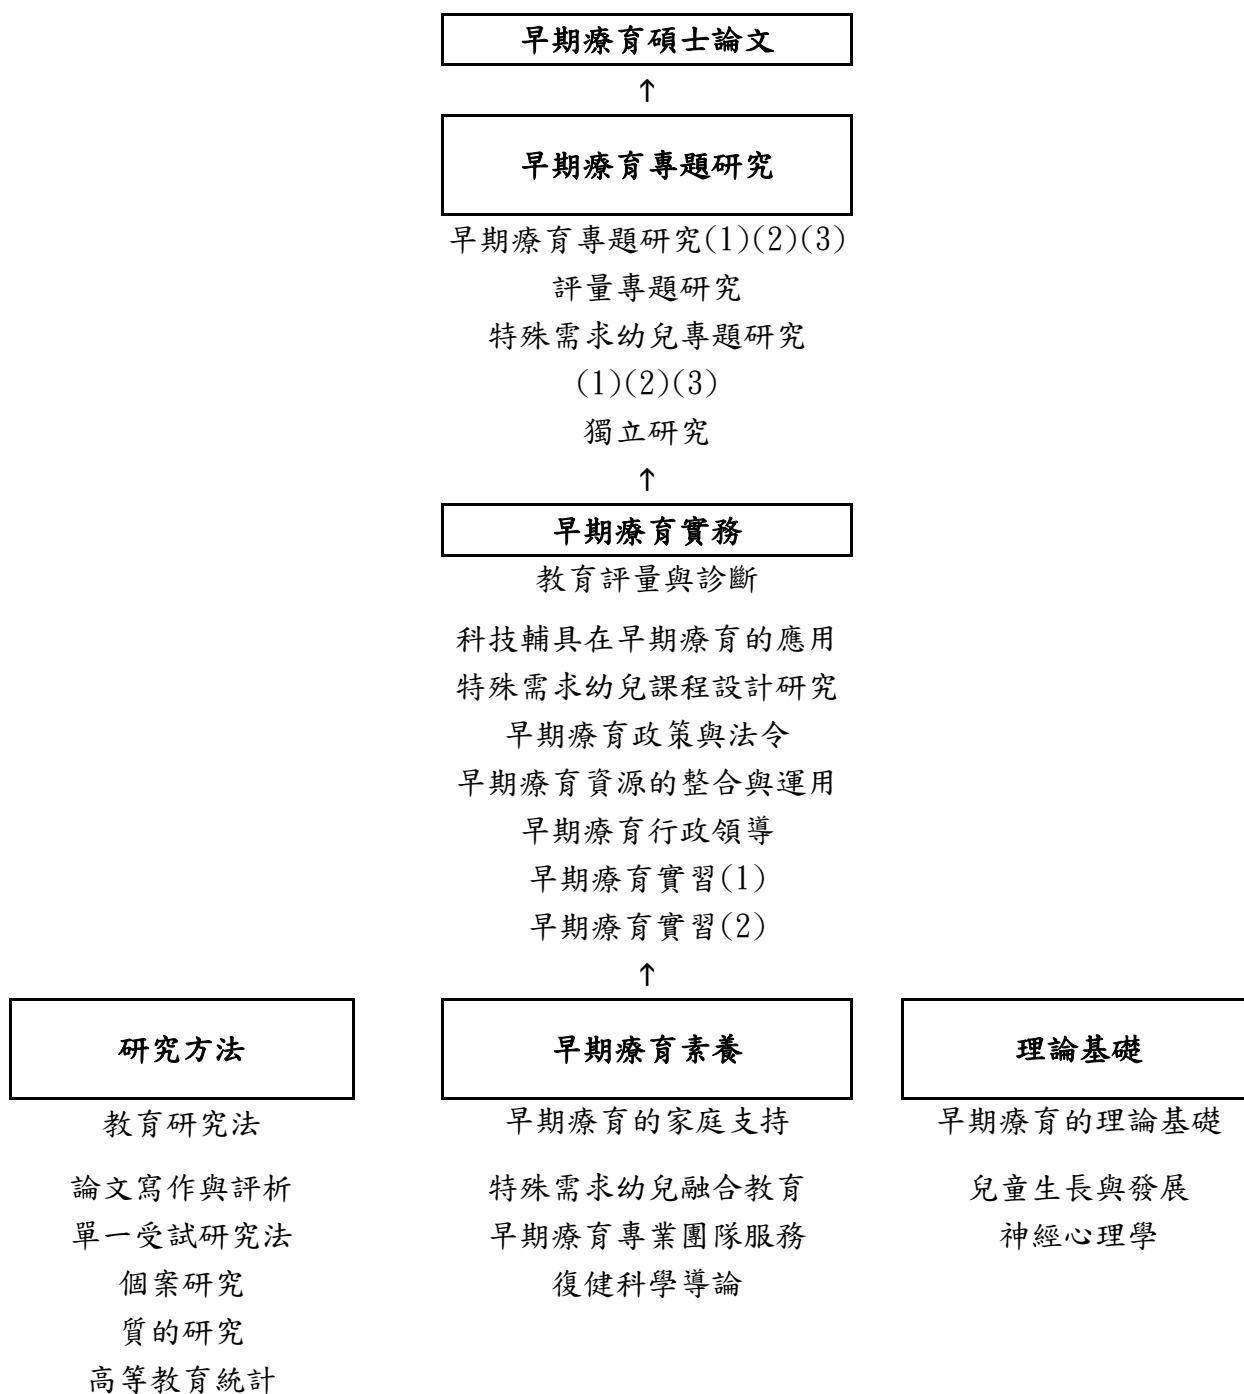 早期療育碩士論文
↑
早期療育專題研究
早期療育專題研究(1)(2)(3)
評量專題研究
特殊需求幼兒專題研究
(1)(2)(3)
獨立研究
↑
早期療育實務
教育評量與診斷
科技輔具在早期療育的應用
特殊需求幼兒課程設計研究
早期療育政策與法令
早期療育資源的整合與運用
早期療育行政領導
早期療育實習(1)
早期療育實習(2)
↑
研究方法
教育研究法
論文寫作與評析
單一受試研究法
個案研究
質的研究
高等教育統計
早期療育素養
早期療育的家庭支持
特殊需求幼兒融合教育
早期療育專業團隊服務
復健科學導論
理論基礎
早期療育的理論基礎
兒童生長與發展
神經心理學